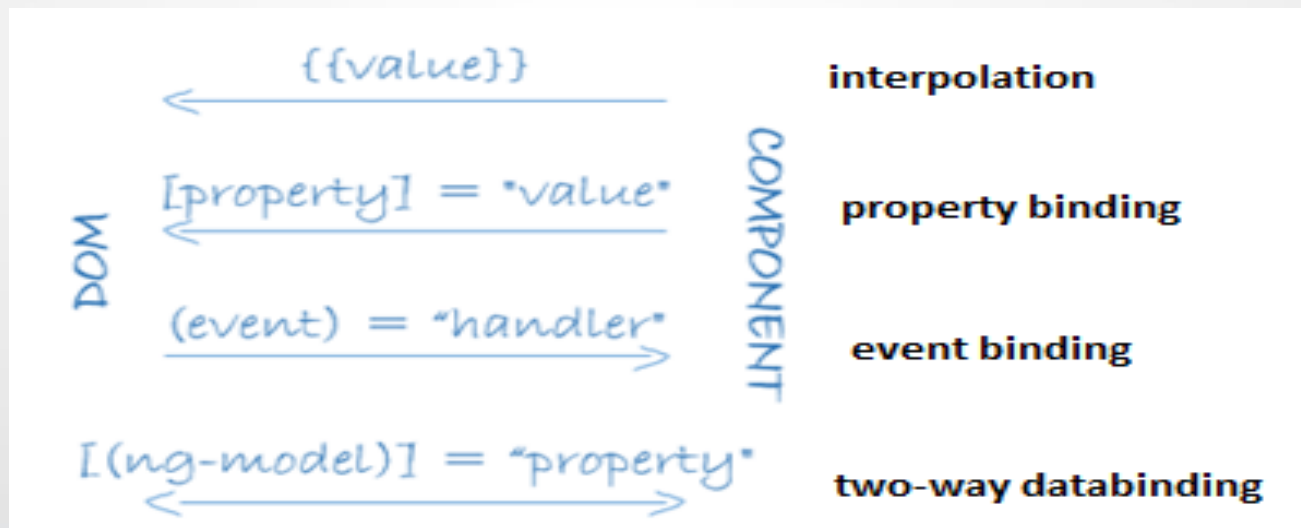 {{value}}
interpolation
[property] = "value"
property binding
DOM
COMPONENT
(event) = "handler"
event binding
[(ng-model)] = "property"
two-way databinding